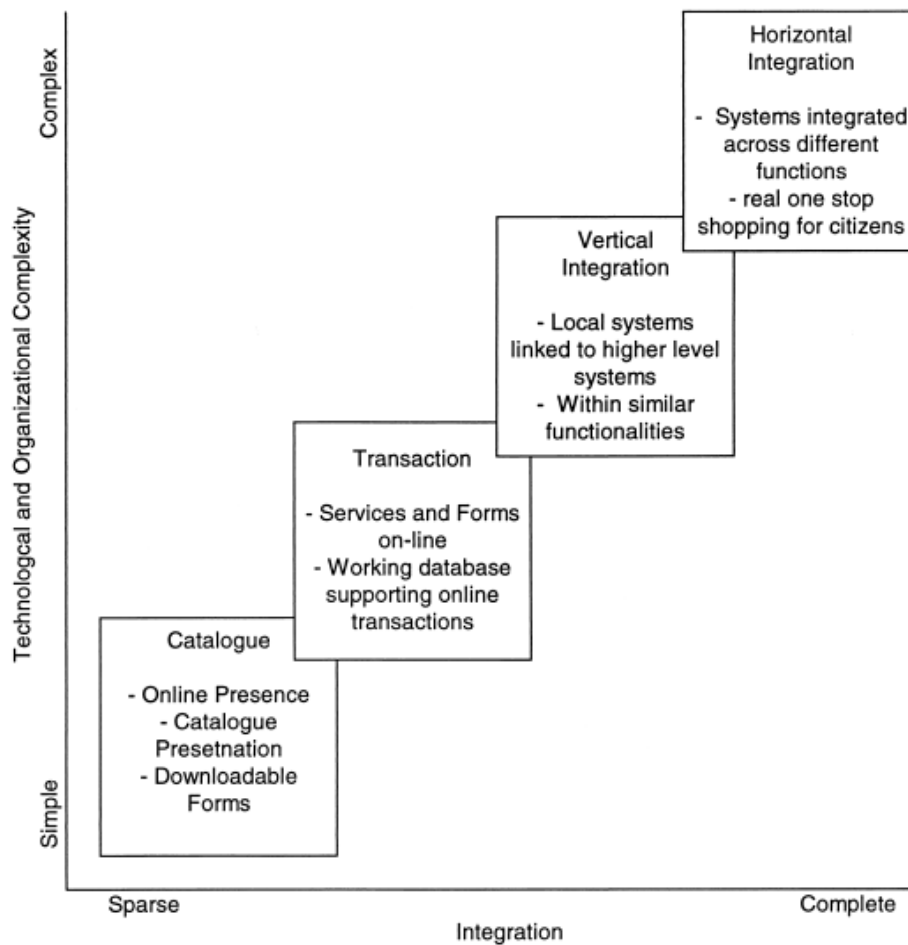 Complex
Technologcal and Organizational Complexity
Simple
Horizontal
Integration
- Systems integrated
across different
functions
- real one stop
shopping for citizens
Vertical
Integration
- Local systems
linked to higher level
systems
- Within similar
functionalities
Transaction
- Services and Forms
on-line
- Working database
supporting online
transactions
Catalogue
- Online Presence
- Catalogue
Presetnation
- Downloadable
Forms
Sparse
Complete
Integration